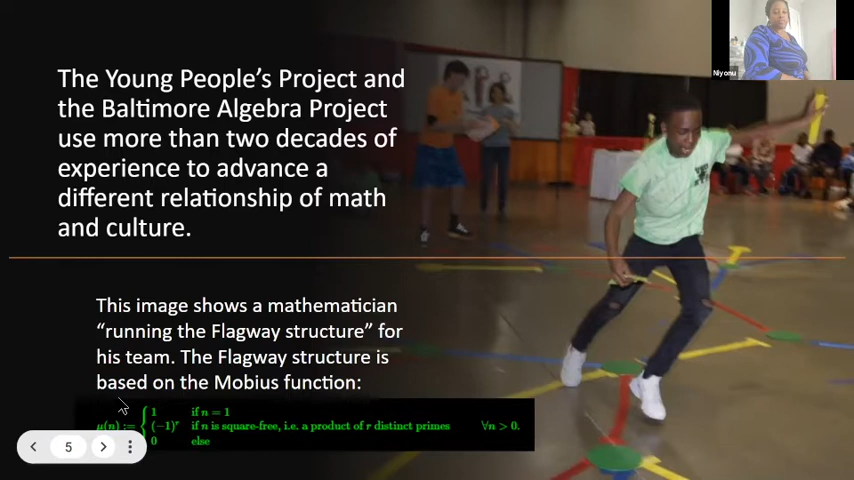 The Young People's Project and
the Baltimore Algebra Project
use more than two decades of
experience to advance a
different relationship of math
and culture.
Niyonu
This image shows a mathematician
"running the Flagway structure" for
his team. The Flagway structure is
based on the Mobius function:
1 if n = 1
μ(n) := { (−1)^r if n is square-free, i.e. a product of r distinct primes ∀n > 0.
0 else
5